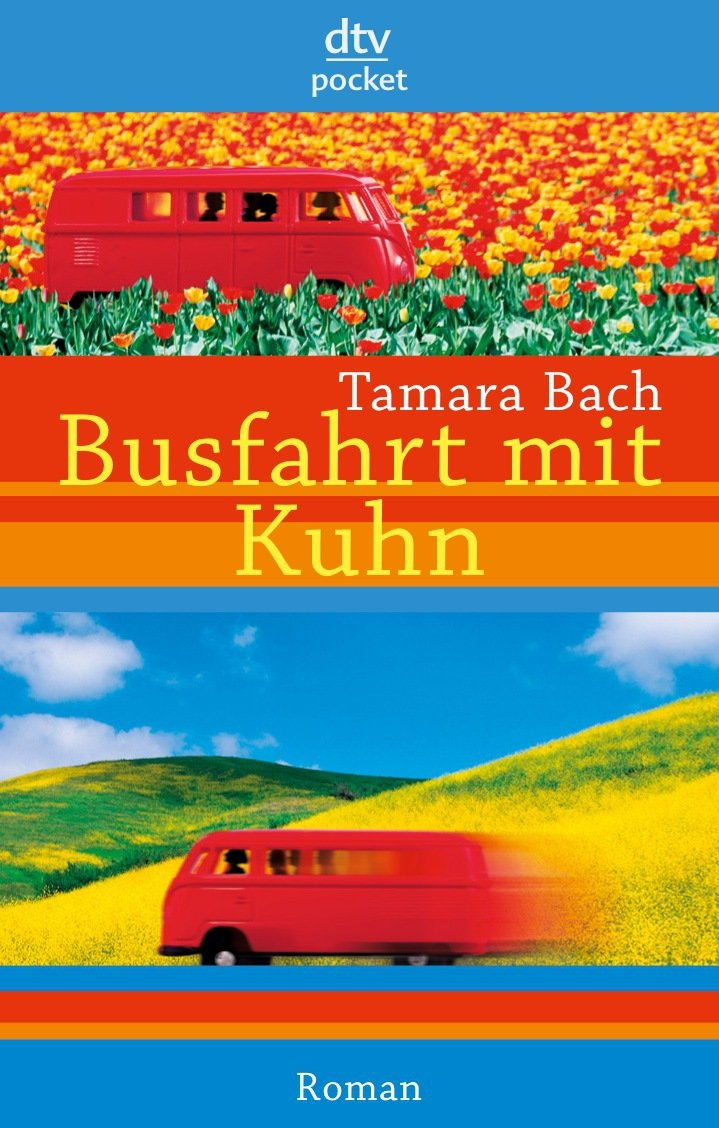 dtv
pocket
Tamara Bach
Busfahrt mit
Kuhn
Roman